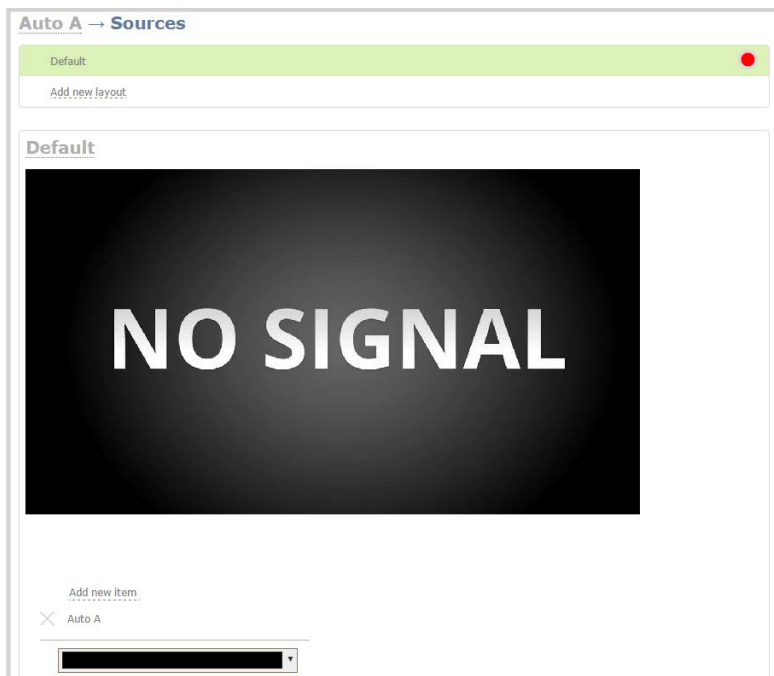 Auto A → Sources
Default
Add new layout
Default
NO SIGNAL
Add new item
Auto A